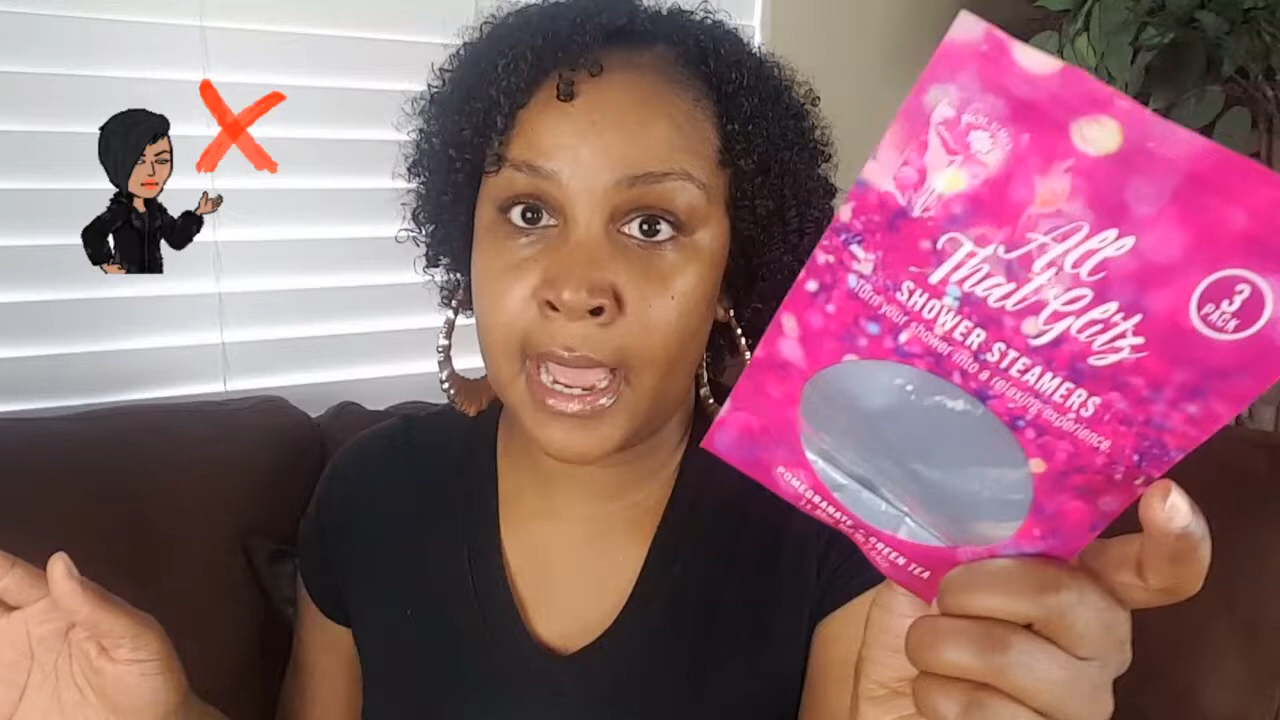 All
That Glitz
SHOWER STEAMERS
Turn your shower into a relaxing experience.
3
PACK
POMEGRANATE & GREEN TEA